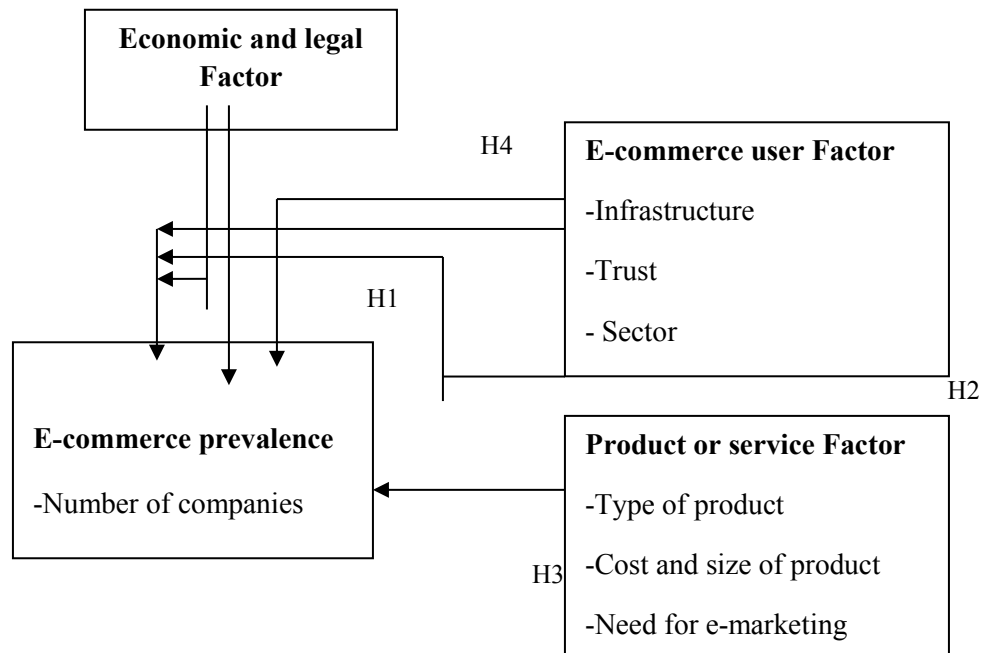 Economic and legal
Factor
H4
E-commerce user Factor
-Infrastructure
-Trust
- Sector
H1
H2
E-commerce prevalence
-Number of companies
Product or service Factor
-Type of product
-Cost and size of product
-Need for e-marketing
H3